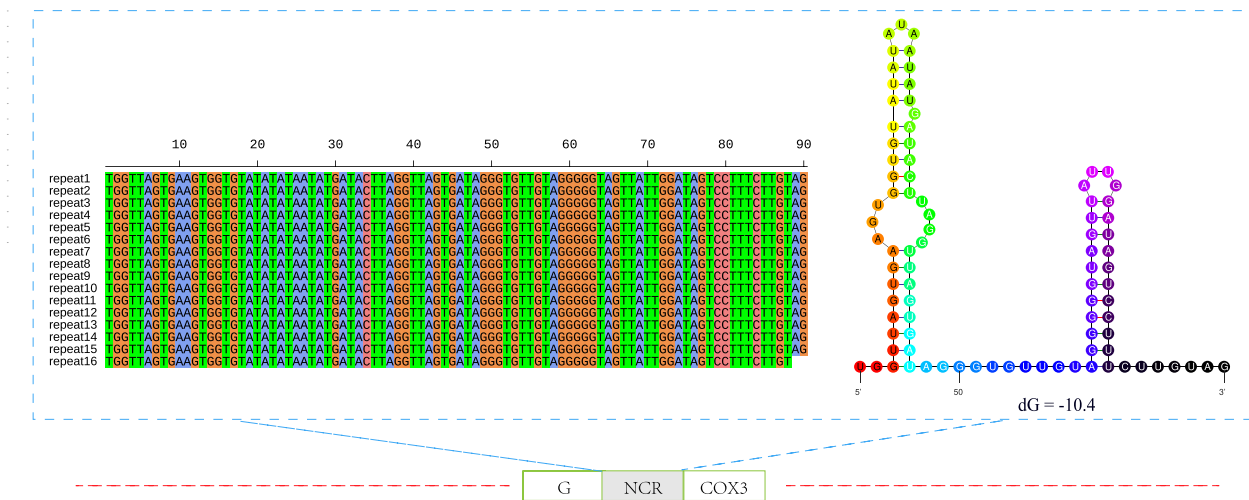 10 20 30 40 50 60 70 80 90
repeat1 TGGTTAGTGAAGTGGTGTATATATAATATGATACTTAGGTTAGTGATAGGGTGTTGTAGGGGGTAGTTATTGGATAGTCCTTTCTTGTAG
repeat2 TGGTTAGTGAAGTGGTGTATATATAATATGATACTTAGGTTAGTGATAGGGTGTTGTAGGGGGTAGTTATTGGATAGTCCTTTCTTGTAG
repeat3 TGGTTAGTGAAGTGGTGTATATATAATATGATACTTAGGTTAGTGATAGGGTGTTGTAGGGGGTAGTTATTGGATAGTCCTTTCTTGTAG
repeat4 TGGTTAGTGAAGTGGTGTATATATAATATGATACTTAGGTTAGTGATAGGGTGTTGTAGGGGGTAGTTATTGGATAGTCCTTTCTTGTAG
repeat5 TGGTTAGTGAAGTGGTGTATATATAATATGATACTTAGGTTAGTGATAGGGTGTTGTAGGGGGTAGTTATTGGATAGTCCTTTCTTGTAG
repeat6 TGGTTAGTGAAGTGGTGTATATATAATATGATACTTAGGTTAGTGATAGGGTGTTGTAGGGGGTAGTTATTGGATAGTCCTTTCTTGTAG
repeat7 TGGTTAGTGAAGTGGTGTATATATAATATGATACTTAGGTTAGTGATAGGGTGTTGTAGGGGGTAGTTATTGGATAGTCCTTTCTTGTAG
repeat8 TGGTTAGTGAAGTGGTGTATATATAATATGATACTTAGGTTAGTGATAGGGTGTTGTAGGGGGTAGTTATTGGATAGTCCTTTCTTGTAG
repeat9 TGGTTAGTGAAGTGGTGTATATATAATATGATACTTAGGTTAGTGATAGGGTGTTGTAGGGGGTAGTTATTGGATAGTCCTTTCTTGTAG
repeat10 TGGTTAGTGAAGTGGTGTATATATAATATGATACTTAGGTTAGTGATAGGGTGTTGTAGGGGGTAGTTATTGGATAGTCCTTTCTTGTAG
repeat11 TGGTTAGTGAAGTGGTGTATATATAATATGATACTTAGGTTAGTGATAGGGTGTTGTAGGGGGTAGTTATTGGATAGTCCTTTCTTGTAG
repeat12 TGGTTAGTGAAGTGGTGTATATATAATATGATACTTAGGTTAGTGATAGGGTGTTGTAGGGGGTAGTTATTGGATAGTCCTTTCTTGTAG
repeat13 TGGTTAGTGAAGTGGTGTATATATAATATGATACTTAGGTTAGTGATAGGGTGTTGTAGGGGGTAGTTATTGGATAGTCCTTTCTTGTAG
repeat14 TGGTTAGTGAAGTGGTGTATATATAATATGATACTTAGGTTAGTGATAGGGTGTTGTAGGGGGTAGTTATTGGATAGTCCTTTCTTGTAG
repeat15 TGGTTAGTGAAGTGGTGTATATATAATATGATACTTAGGTTAGTGATAGGGTGTTGTAGGGGGTAGTTATTGGATAGTCCTTTCTTGTAG
repeat16 TGGTTAGTGAAGTGGTGTATATATAATATGATACTTAGGTTAGTGATAGGGTGTTGTAGGGGGTAGTTATTGGATAGTCCTTTCTTGT
U
A A
U A
A U
U A
A U
G
U A
G U
U A
G C
G U
U U
A
G G
A G
A U
G U
U A
G G
A U
U G
U A
U U
A G
U G
U A
G U
U A
U
G G
G C
G C
G U
UGGUAGGGUGUUGUAUCUUGUAG
5' 50 3'
dG = -10.4
G NCR COX3